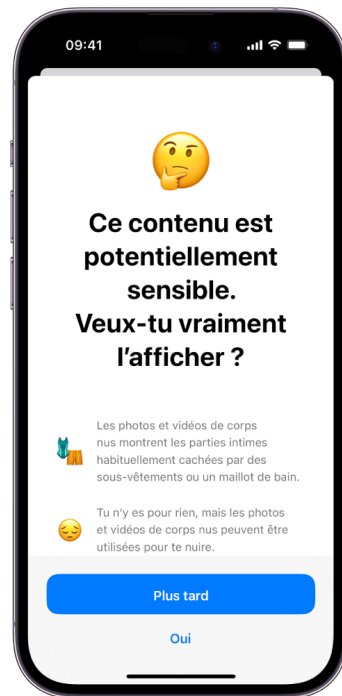 09:41
Ce contenu est
potentiellement
sensible.
Veux-tu vraiment
l’afficher ?
Les photos et vidéos de corps
nus montrent les parties intimes
habituellement cachées par des
sous-vêtements ou un maillot de bain.
Tu n’y es pour rien, mais les photos
et vidéos de corps nus peuvent être
utilisées pour te nuire.
Plus tard
Oui